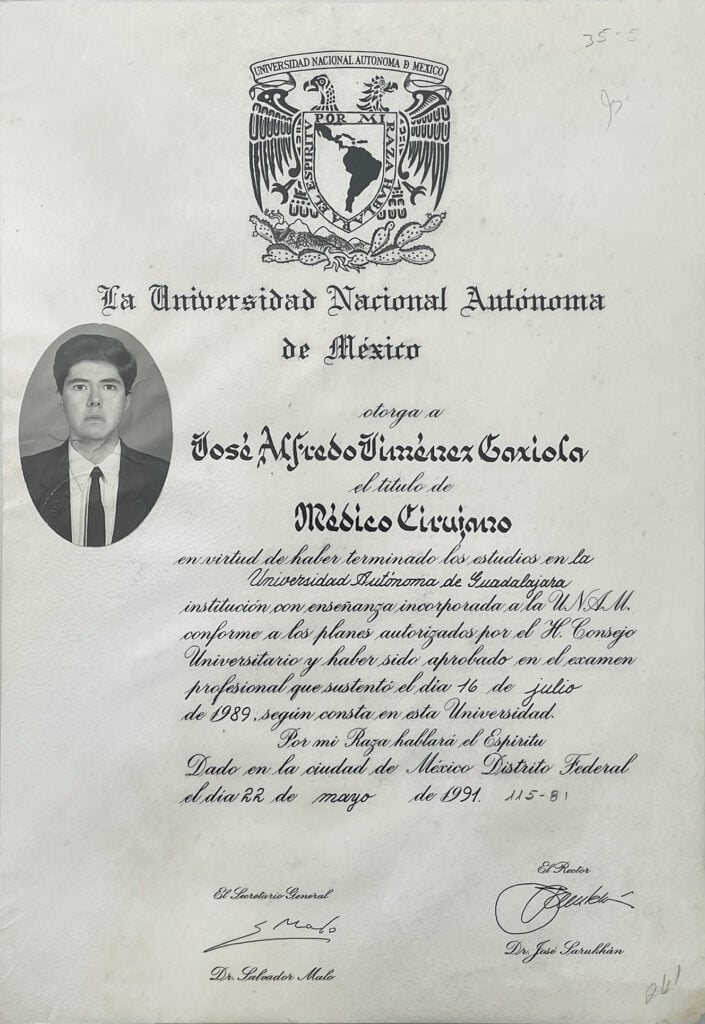 35-5
UNIVERSIDAD NACIONAL AUTONOMA D MEXICO
POR MI RAZA HABLARA EL ESPIRITU
La Universidad Nacional Autónoma
de México
otorga a
José Alfredo Jiménez Gaxiola
el título de
Médico Cirujano
en virtud de haber terminado los estudios en la
Universidad Autónoma de Guadalajara
institución con enseñanza incorporada a la U.N.A.M.
conforme a los planes autorizados por el H. Consejo
Universitario y haber sido aprobado en el examen
profesional que sustentó el día 16 de julio
de 1989, según consta en esta Universidad.
Por mi Raza hablará el Espíritu
Dado en la ciudad de México Distrito Federal
el día 22 de mayo de 1991. 115-81
El Secretario General
S Malo
Dr. Salvador Malo
El Rector
Dr. José Sarukhán